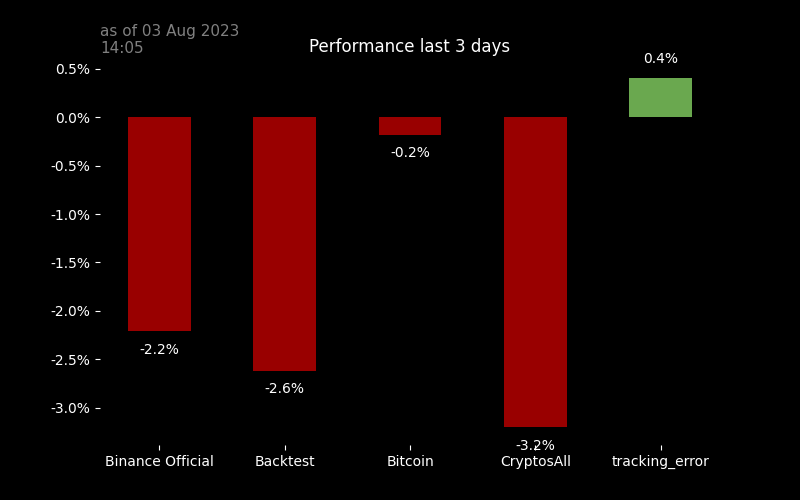 as of 03 Aug 2023
14:05
Performance last 3 days
0.5%
0.0%
-0.5%
-1.0%
-1.5%
-2.0%
-2.5%
-3.0%
-2.2%
-2.6%
-0.2%
-3.2%
0.4%
Binance Official
Backtest
Bitcoin
CryptosAll
tracking_error